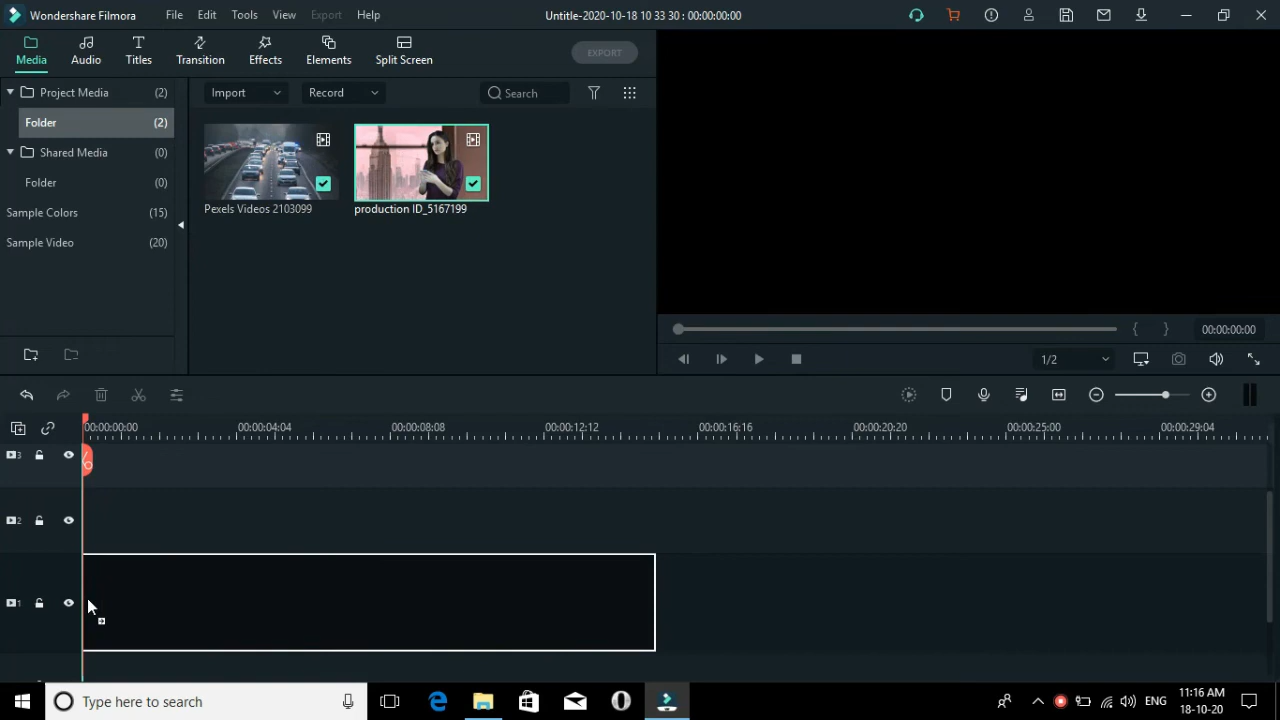 Wondershare Filmora File Edit Tools View Export Help Untitle-2020-10-18 10 33 30 : 00:00:00:00
Media Audio Titles Transition Effects Elements Split Screen EXPORT
Project Media (2) Import Record Search
Folder (2)
Shared Media (0)
Folder (0)
Pexels Videos 2103099 production ID_5167199
Sample Colors (15)
Sample Video (20)
00:00:00:00
1/2
00:00:00:00 00:00:04:04 00:00:08:08 00:00:12:12 00:00:16:16 00:00:20:20 00:00:25:00 00:00:29:04
3
2
1
Type here to search ENG 11:16 AM
18-10-20